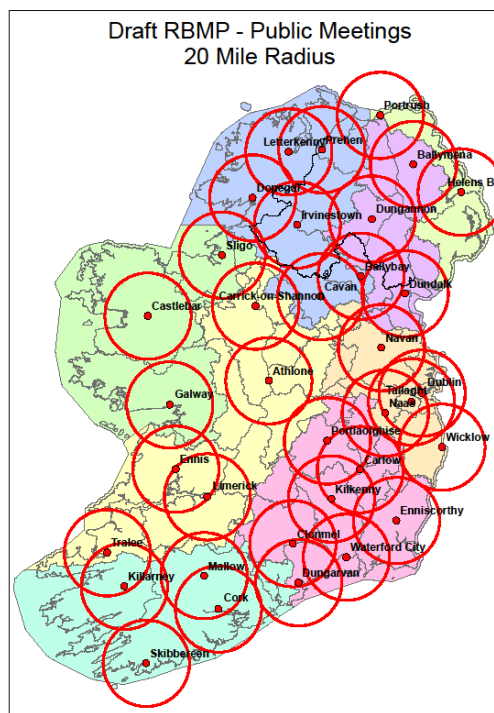 Draft RBMP - Public Meetings
20 Mile Radius
Portrush
Letterkenny
Prehen
Ballymena
Donegal
Helens B
Irvinestown
Dungannon
Sligo
Ballybay
Cavan
Dundalk
Carrick-on-Shannon
Castlebar
Navan
Athlone
Dublin
Tallaght
Naas
Galway
Portlaoighise
Wicklow
Ennis
Carlow
Limerick
Kilkenny
Enniscorthy
Clonmel
Tralee
Waterford City
Mallow
Killarney
Dungarvan
Cork
Skibbereen